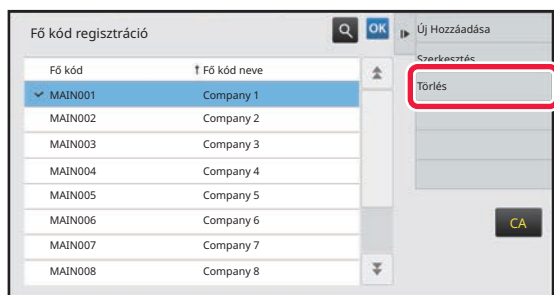 Fő kód regisztráció
OK
Új Hozzáadása
Szerkesztés
Törlés
Fő kód Fő kód neve
MAIN001 Company 1
MAIN002 Company 2
MAIN003 Company 3
MAIN004 Company 4
MAIN005 Company 5
MAIN006 Company 6
MAIN007 Company 7
MAIN008 Company 8
CA